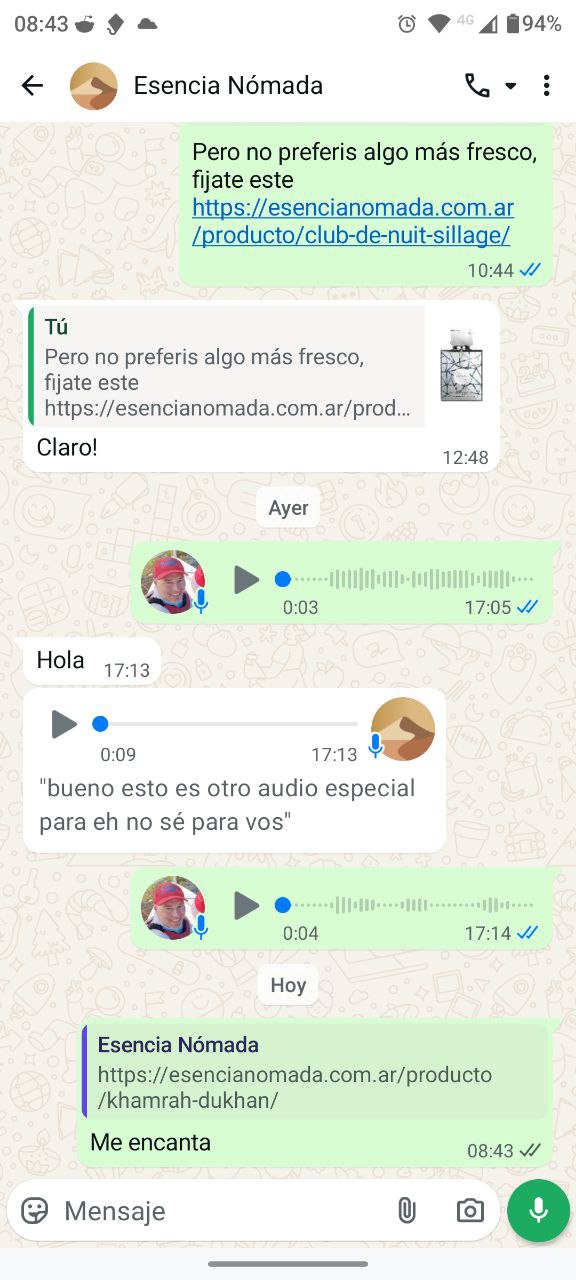 08:43
4G
94%
Esencia Nómada
Pero no preferis algo más fresco,
fijate este
https://esencianomada.com.ar
/producto/club-de-nuit-sillage/
10:44
Tú
Pero no preferis algo más fresco,
fijate este
https://esencianomada.com.ar/prod...
Claro!
12:48
Ayer
0:03
17:05
Hola
17:13
0:09
17:13
"bueno esto es otro audio especial
para eh no sé para vos"
0:04
17:14
Hoy
Esencia Nómada
https://esencianomada.com.ar/producto
/khamrah-dukhan/
Me encanta
08:43
Mensaje